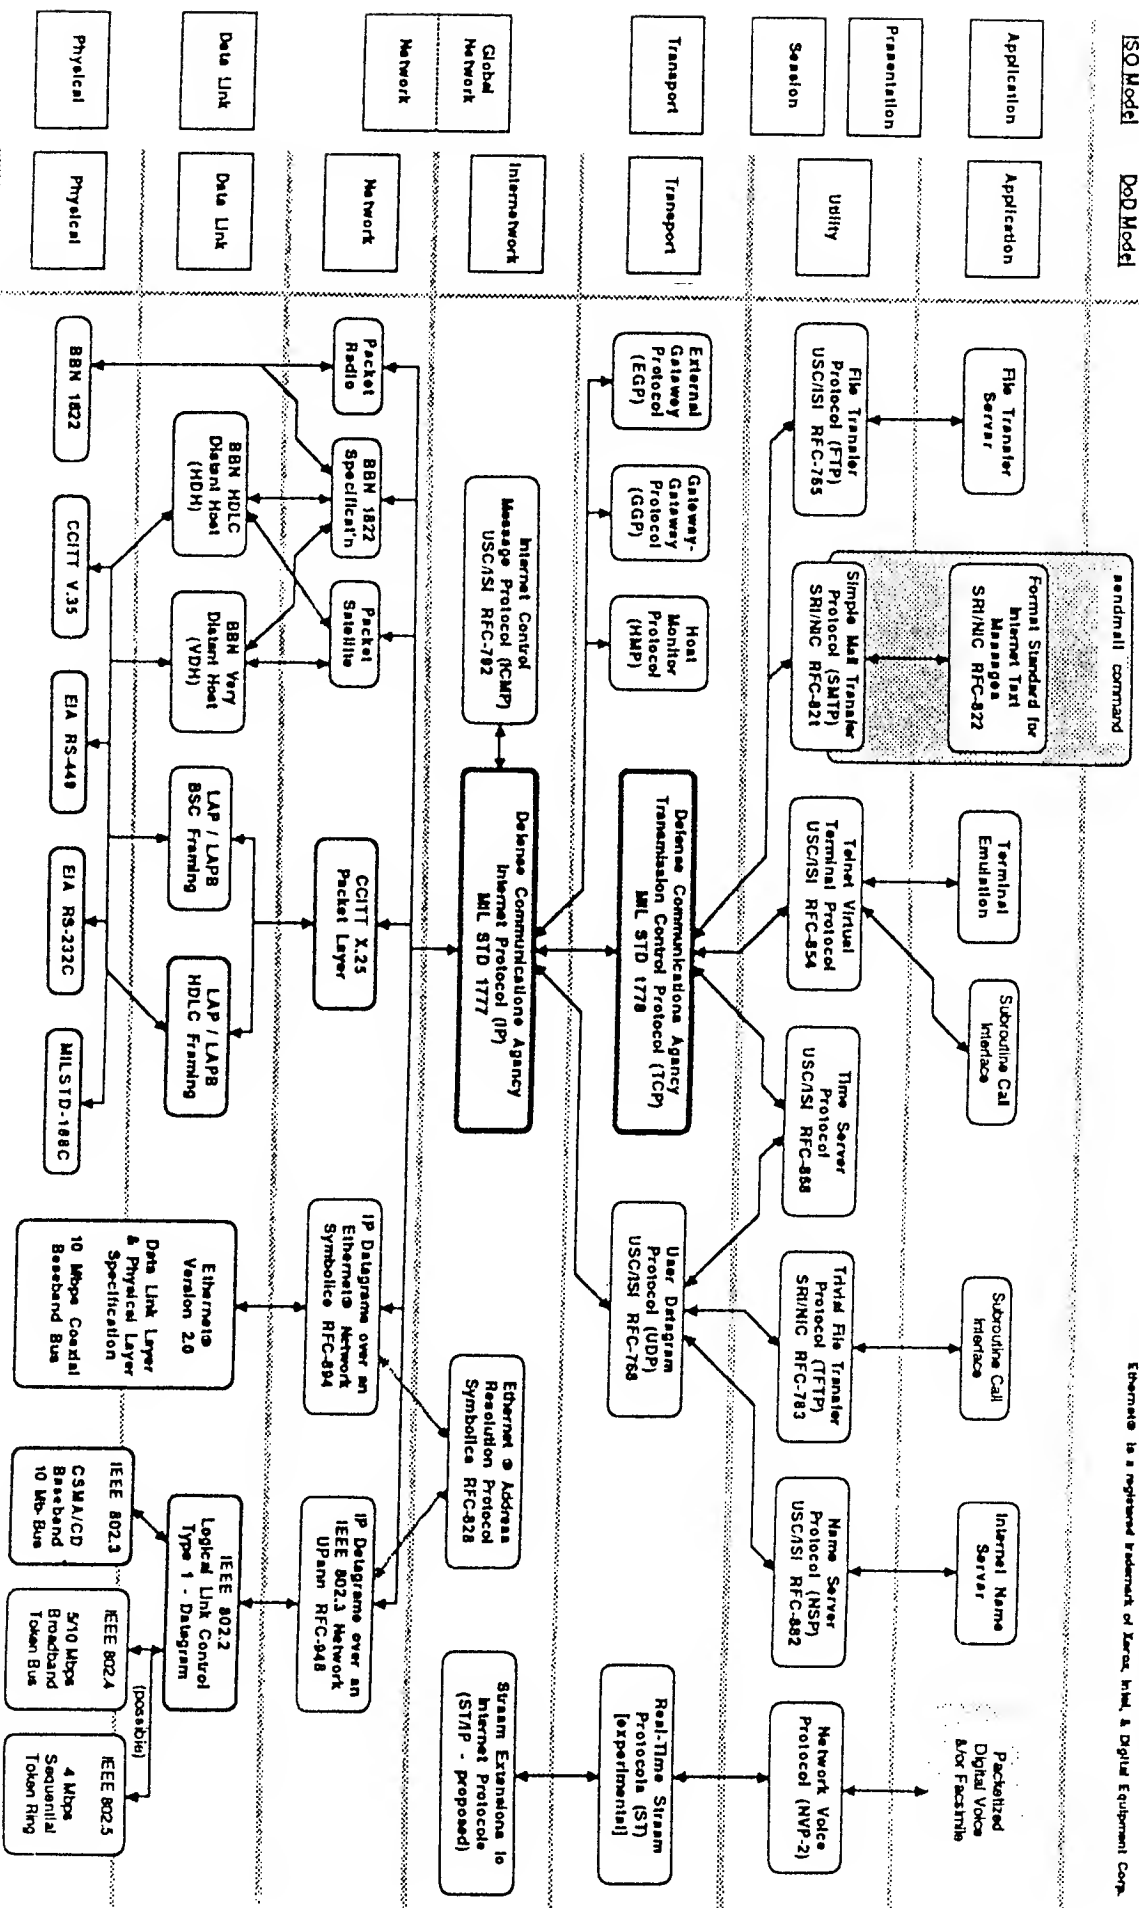 Ethernet® is a registered trademark of Xerox, Intel, & Digital Equipment Corp.
ISO Model
Application
Presentation
Session
Transport
Global
Network
Network
Data Link
Physical
DoD Model
Application
Utility
Transport
Internetwork
Network
Data Link
Physical
File Transfer
Server
sendmail command
Format Standard for
Internet Text
Messages
SRI/NIC RFC-822
Terminal
Emulation
Subroutine Call
Interface
Subroutine Call
Interface
Internet Name
Server
Packetized
Digital Voice
&/or Facsimile
File Transfer
Protocol (FTP)
USC/ISI RFC-765
Simple Mail Transfer
Protocol (SMTP)
SRI/NIC RFC-821
Telnet Virtual
Terminal Protocol
USC/ISI RFC-854
Time Server
Protocol
USC/ISI RFC-868
Trivial File Transfer
Protocol (TFTP)
SRI/NIC RFC-783
Name Server
Protocol (NSP)
USC/ISI RFC-882
Network Voice
Protocol (NVP-2)
External
Gateway
Protocol
(EGP)
Gateway-
Gateway
Protocol
(GGP)
Host
Monitor
Protocol
(HMP)
Defense Communications Agency
Transmission Control Protocol (TCP)
MIL STD 1778
User Datagram
Protocol (UDP)
USC/ISI RFC-768
Real-Time Stream
Protocols (ST)
[experimental]
Internet Control
Message Protocol (ICMP)
USC/ISI RFC-792
Defense Communications Agency
Internet Protocol (IP)
MIL STD 1777
Ethernet ® Address
Resolution Protocol
Symbolics RFC-826
Stream Extensions to
Internet Protocols
(ST/IP - proposed)
Packet
Radio
BBN 1822
Specificat'n
Packet
Satellite
CCITT X.25
Packet Layer
IP Datagrams over an
Ethernet® Network
Symbolics RFC-894
IP Datagrams over an
IEEE 802.3 Network
UPenn RFC-948
BBN HDLC
Distant Host
(HDH)
BBN Very
Distant Host
(VDH)
LAP / LAPB
BSC Framing
LAP / LAPB
HDLC Framing
Ethernet®
Version 2.0
Data Link Layer
& Physical Layer
Specification
10 Mbps Coaxial
Baseband Bus
IEEE 802.2
Logical Link Control
Type 1 - Datagram
(possible)
BBN 1822
CCITT V.35
EIA RS-449
EIA RS-232C
MILSTD-188C
IEEE 802.3
CSMA/CD
Baseband
10 Mb Bus
IEEE 802.4
5/10 Mbps
Broadband
Token Bus
IEEE 802.5
4 Mbps
Sequential
Token Ring